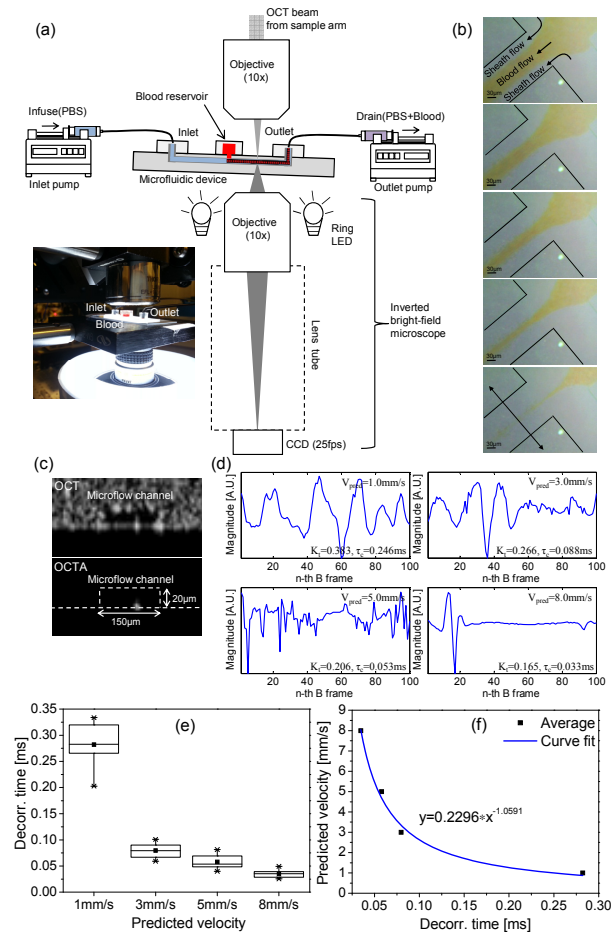 (a)
OCT beam
from sample arm
Objective
(10x)
Blood reservoir
Infuse(PBS)
Inlet
Outlet
Drain(PBS+Blood)
Inlet pump
Microfluidic device
Outlet pump
Objective
(10x)
Ring
LED
Inlet
Outlet
Blood
Lens tube
Inverted
bright-field
microscope
CCD (25fps)
(b)
Sheath flow
Blood flow
Sheath flow
30μm
30μm
30μm
30μm
30μm
(c)
OCT
Microflow channel
OCTA
Microflow channel
20μm
150μm
(d)
Magnitude [A.U.]
V_pred=1.0mm/s
K_t=0.383, τ_c=0.246ms
20 40 60 80 100
n-th B frame
Magnitude [A.U.]
V_pred=3.0mm/s
K_t=0.266, τ_c=0.088ms
20 40 60 80 100
n-th B frame
Magnitude [A.U.]
V_pred=5.0mm/s
K_t=0.206, τ_c=0.053ms
20 40 60 80 100
n-th B frame
Magnitude [A.U.]
V_pred=8.0mm/s
K_t=0.165, τ_c=0.033ms
20 40 60 80 100
n-th B frame
(e)
Decorr. time [ms]
0.35
0.30
0.25
0.20
0.15
0.10
0.05
0.00
1mm/s 3mm/s 5mm/s 8mm/s
Predicted velocity
(f)
Average
Curve fit
y=0.2296*x^-1.0591
Predicted velocity [mm/s]
9
8
7
6
5
4
3
2
1
0
0.05 0.10 0.15 0.20 0.25 0.30
Decorr. time [ms]